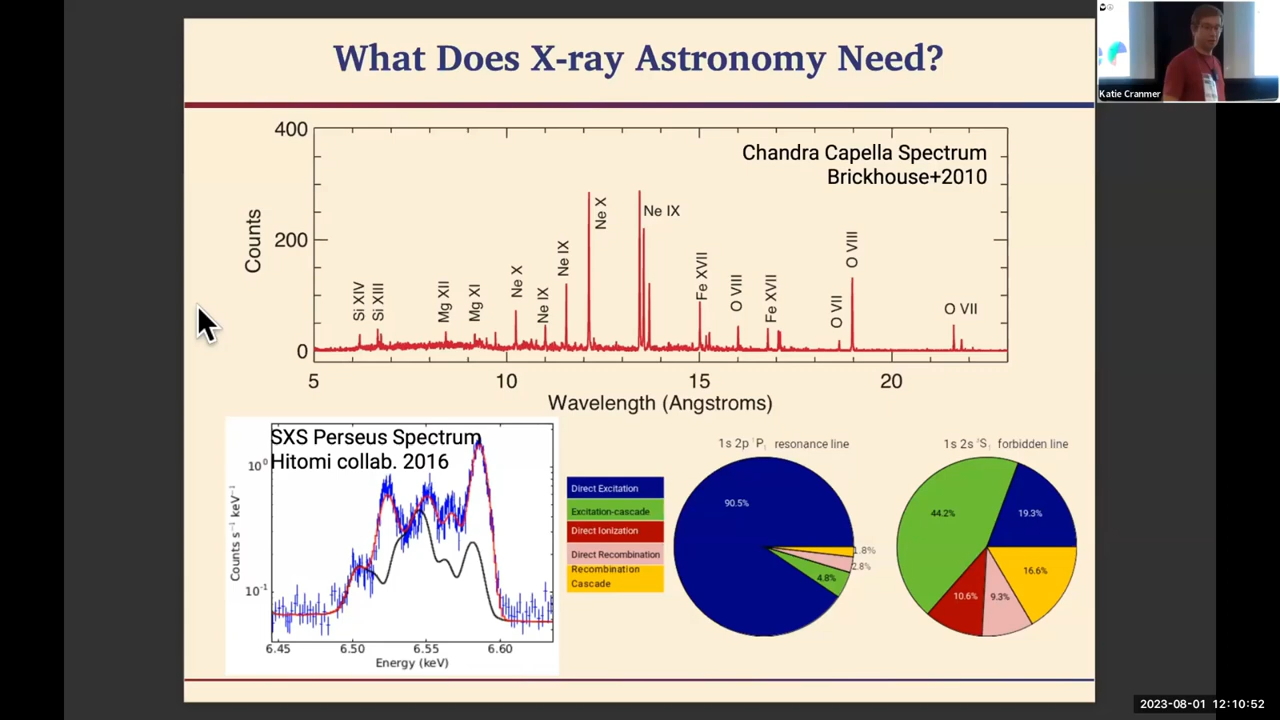 What Does X-ray Astronomy Need?
Katie Cranmer
400
200
0
Counts
Chandra Capella Spectrum
Brickhouse+2010
Si XIV
Si XIII
Mg XII
Mg XI
Ne X
Ne IX
Ne IX
Ne X
Ne IX
Fe XVII
O VIII
Fe XVII
O VII
O VIII
O VII
5
10
15
20
Wavelength (Angstroms)
SXS Perseus Spectrum
Hitomi collab. 2016
10⁰
10⁻¹
Counts s⁻¹ keV⁻¹
6.45
6.50
6.55
6.60
Energy (keV)
Direct Excitation
Excitation-cascade
Direct Ionization
Direct Recombination
Recombination
Cascade
1s 2p ¹P₁ resonance line
90.5%
1.8%
2.8%
4.8%
1s 2s ³S₁ forbidden line
44.2%
19.3%
16.6%
10.6%
9.3%
2023-08-01 12:10:52